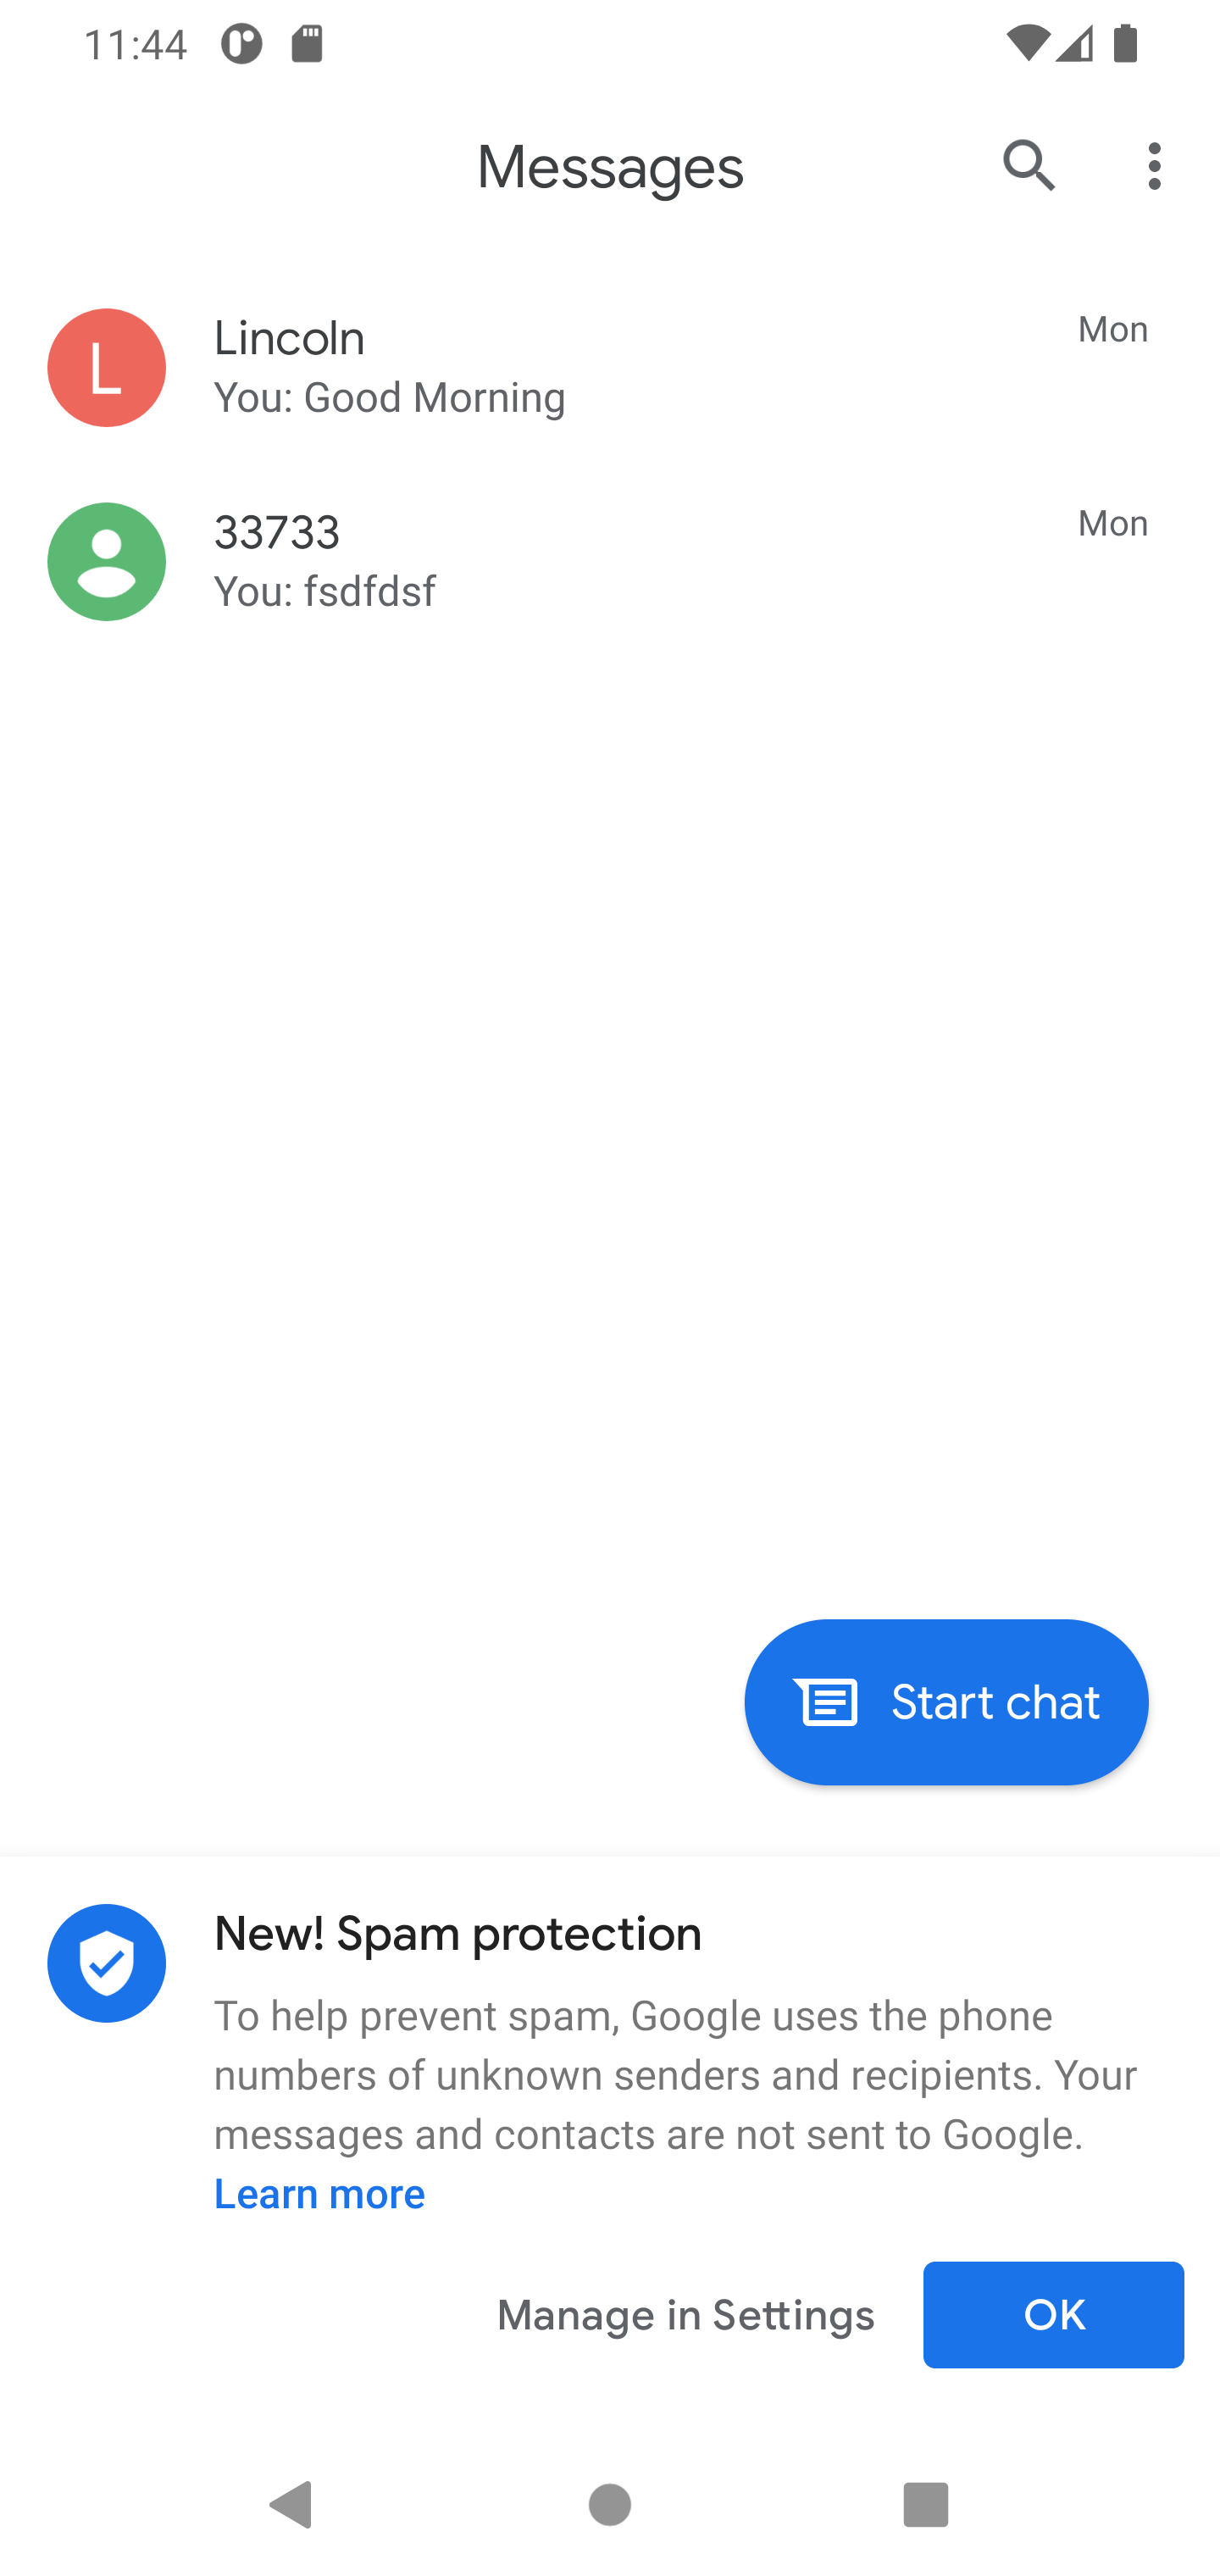 11:44
Messages
L
Lincoln
Mon
You: Good Morning
33733
Mon
You: fsdfdsf
Start chat
New! Spam protection
To help prevent spam, Google uses the phone
numbers of unknown senders and recipients. Your
messages and contacts are not sent to Google.
Learn more
Manage in Settings
OK